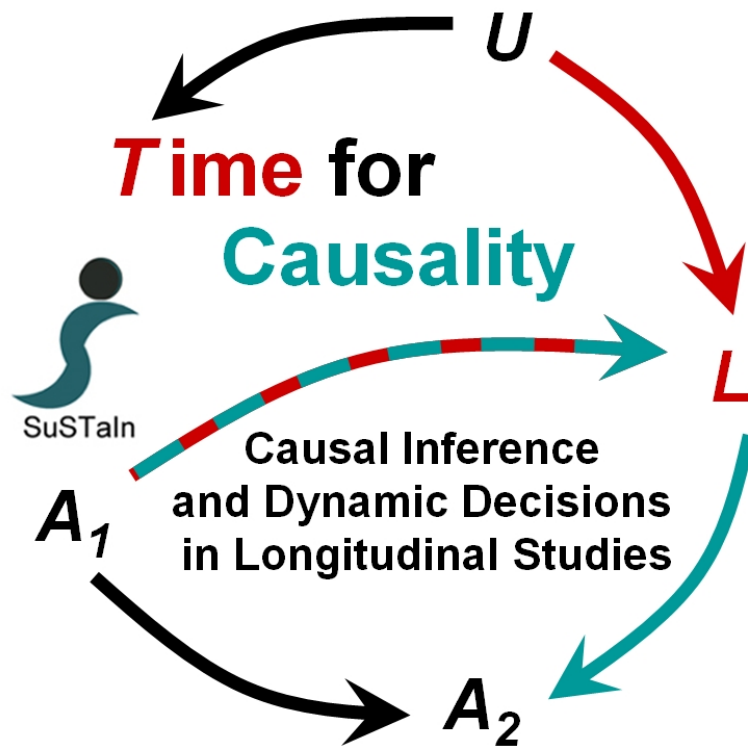 U
Time for
Causality
L
SuSTaIn
Causal Inference
and Dynamic Decisions
in Longitudinal Studies
A1
A2